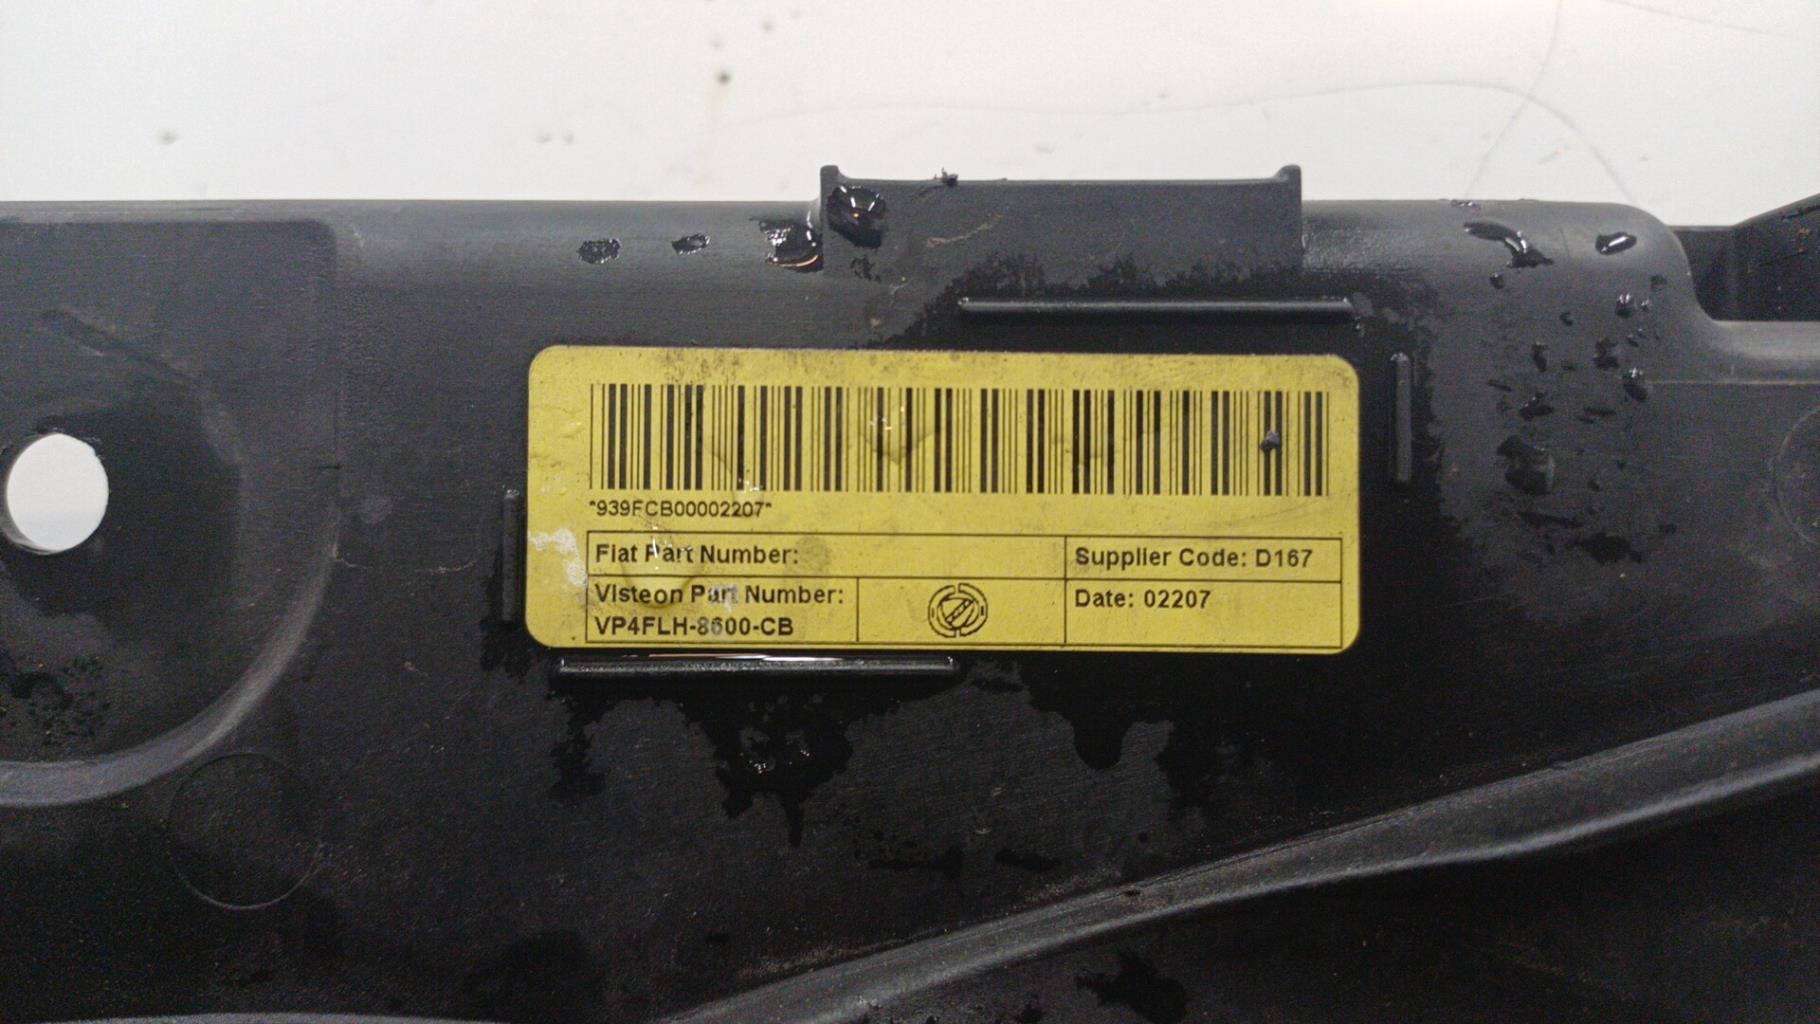 *939FCB00002207*
Fiat Part Number:
Supplier Code: D167
Visteon Part Number:
VP4FLH-8600-CB
Date: 02207